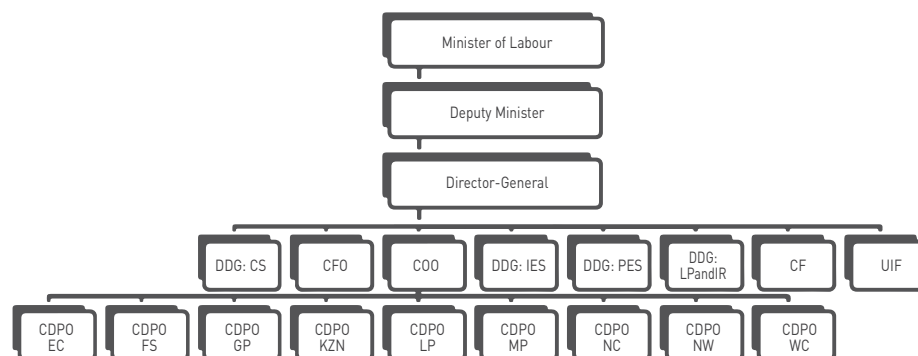 Minister of Labour
Deputy Minister
Director-General
DDG: CS
CFO
COO
DDG: IES
DDG: PES
DDG:
LPandIR
CF
UIF
CDPO
EC
CDPO
FS
CDPO
GP
CDPO
KZN
CDPO
LP
CDPO
MP
CDPO
NC
CDPO
NW
CDPO
WC